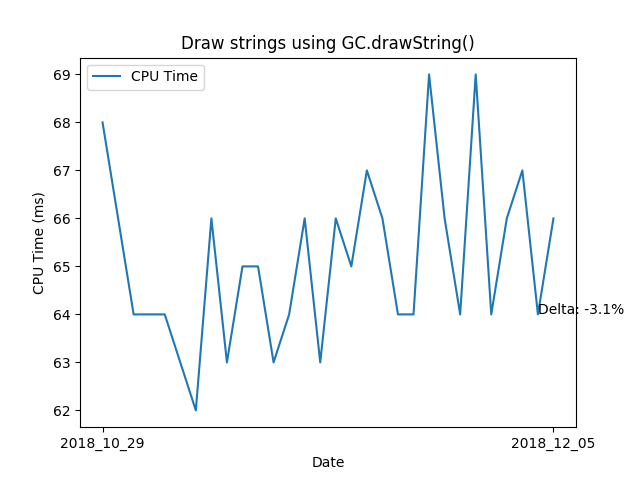 Draw strings using GC.drawString()
CPU Time
69
68
67
66
65
64
63
62
CPU Time (ms)
Delta: -3.1%
2018_10_29
2018_12_05
Date